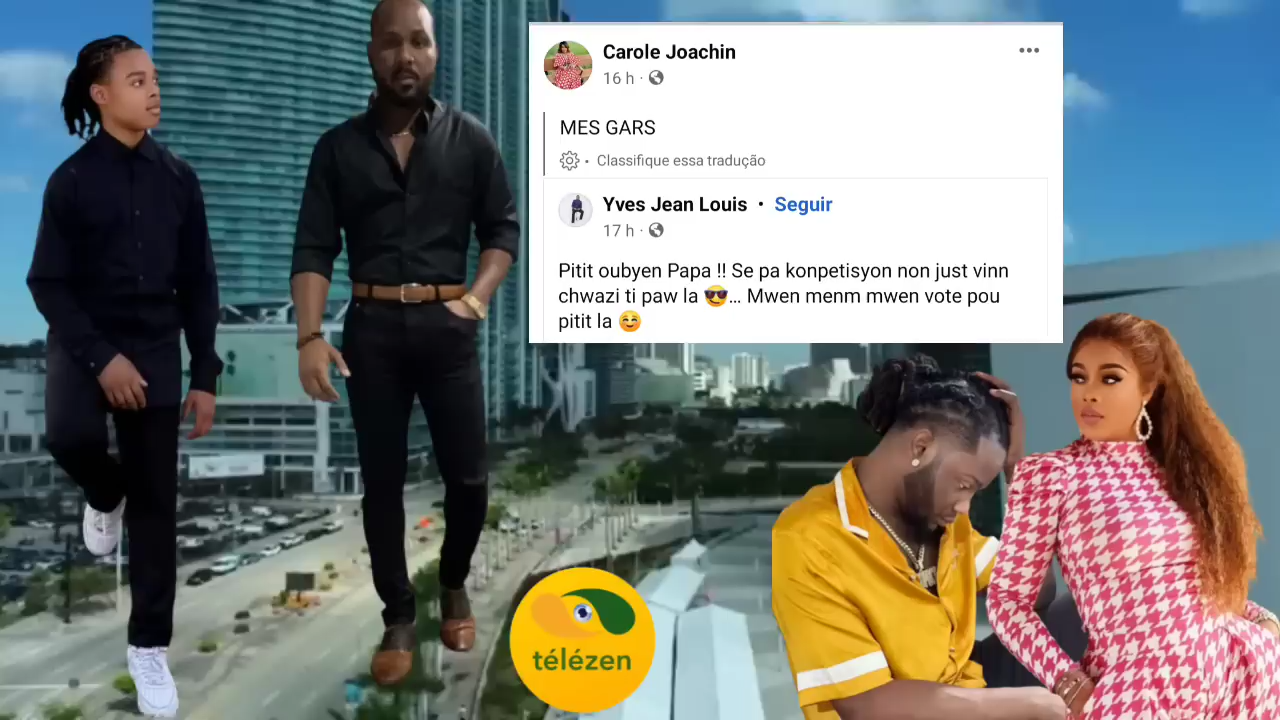 Carole Joachin
16 h ·
MES GARS
· Classifique essa tradução
Yves Jean Louis · Seguir
17 h ·
Pitit oubyen Papa !! Se pa konpetisyon non just vinn
chwazi ti paw la 😎... Mwen menm mwen vote pou
pitit la ☺️
télézen